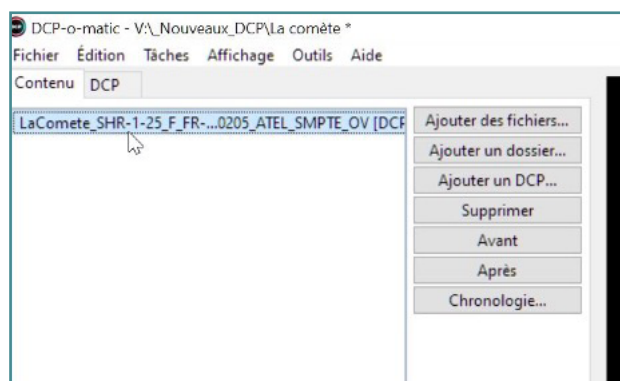 DCP-o-matic - V:\_Nouveaux_DCP\La comète *
Fichier Édition Tâches Affichage Outils Aide
Contenu DCP
LaComete_SHR-1-25_F_FR-...0205_ATEL_SMPTE_OV [DCP
Ajouter des fichiers...
Ajouter un dossier...
Ajouter un DCP...
Supprimer
Avant
Après
Chronologie...